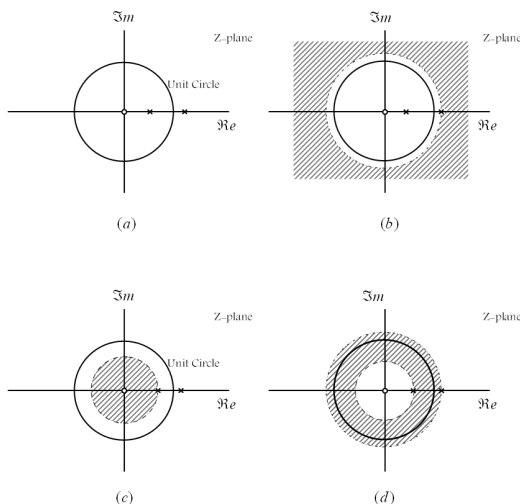 ℑm
Z-plane
Unit Circle
ℜe
(a)
ℑm
Z-plane
ℜe
(b)
ℑm
Z-plane
Unit Circle
ℜe
(c)
ℑm
Z-plane
ℜe
(d)